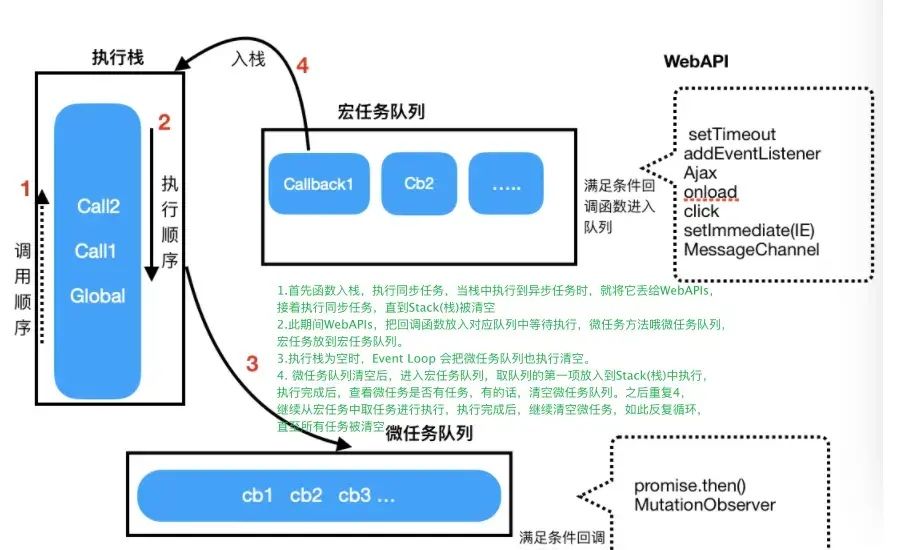 执行栈
入栈
4
WebAPI
宏任务队列
setTimeout
addEventListener
Ajax
onload
click
setImmediate(IE)
MessageChannel
2
1
Callback1
Cb2
.....
满足条件回
调函数进入
队列
执行顺序
调用顺序
Call2
Call1
Global
1.首先函数入栈，执行同步任务，当栈中执行到异步任务时，就将它丢给WebAPIs，
接着执行同步任务，直到Stack(栈)被清空
2.此期间WebAPIs，把回调函数放入对应队列中等待执行，微任务方法哦微任务队列，
宏任务放到宏任务队列。
3.执行栈为空时，Event Loop 会把微任务队列也执行清空。
4. 微任务队列清空后，进入宏任务队列，取队列的第一项放入到Stack(栈)中执行，
执行完成后，查看微任务是否有任务，有的话，清空微任务队列。之后重复4，
继续从宏任务中取任务进行执行，执行完成后，继续清空微任务，如此反复循环，
直至所有任务被清空
3
微任务队列
cb1 cb2 cb3 ...
promise.then()
MutationObserver
满足条件回调